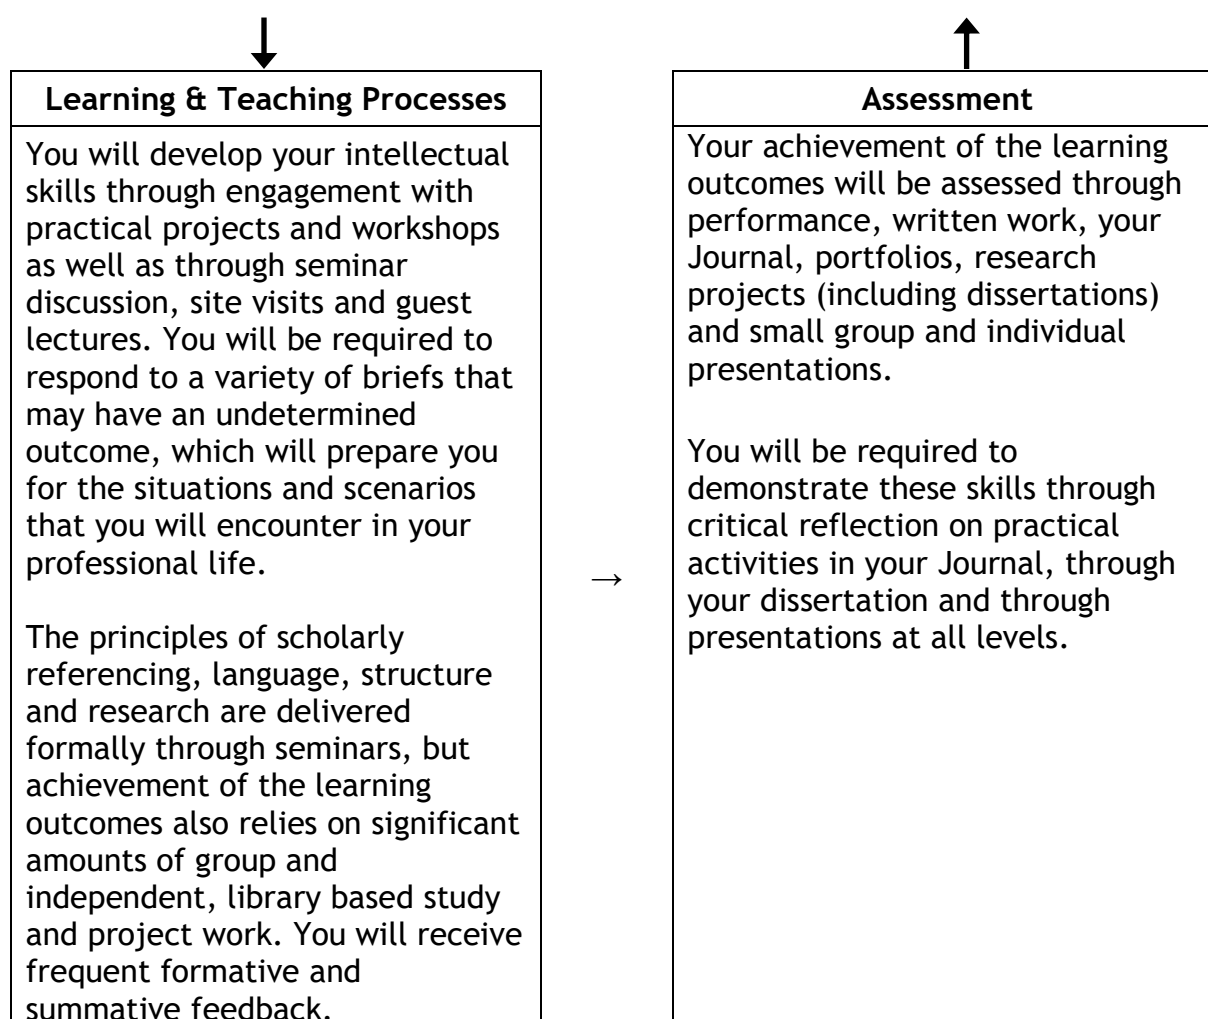 Learning & Teaching Processes
You will develop your intellectual
skills through engagement with
practical projects and workshops
as well as through seminar
discussion, site visits and guest
lectures. You will be required to
respond to a variety of briefs that
may have an undetermined
outcome, which will prepare you
for the situations and scenarios
that you will encounter in your
professional life.
The principles of scholarly
referencing, language, structure
and research are delivered
formally through seminars, but
achievement of the learning
outcomes also relies on significant
amounts of group and
independent, library based study
and project work. You will receive
frequent formative and
summative feedback.
→
Assessment
Your achievement of the learning
outcomes will be assessed through
performance, written work, your
Journal, portfolios, research
projects (including dissertations)
and small group and individual
presentations.
You will be required to
demonstrate these skills through
critical reflection on practical
activities in your Journal, through
your dissertation and through
presentations at all levels.